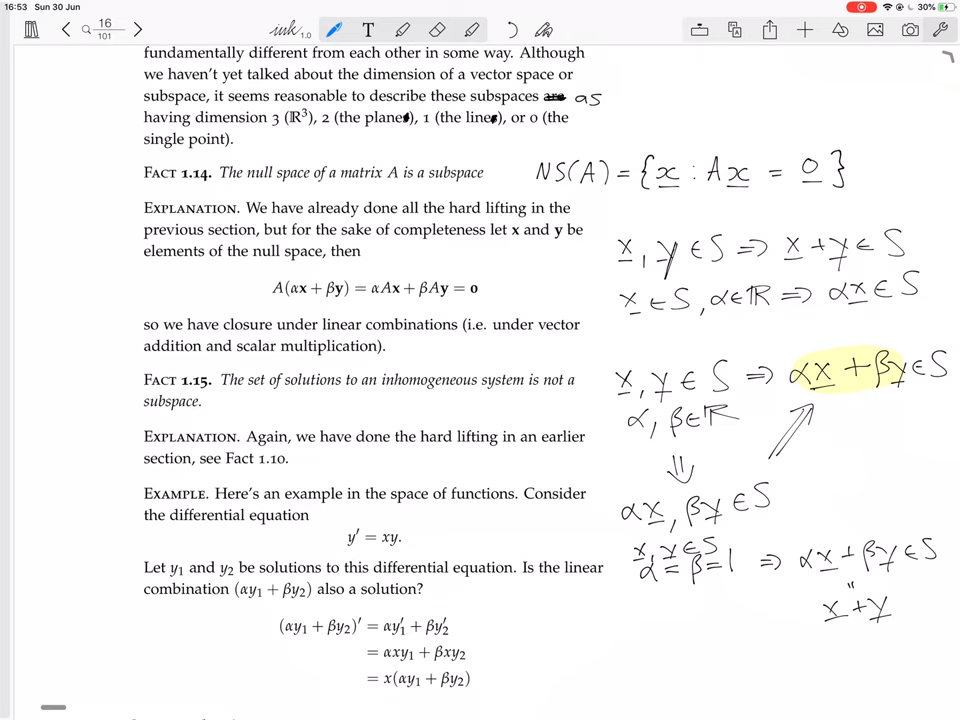 16:53 Sun 30 Jun
30%
16
101
ink 1.0
T
fundamentally different from each other in some way. Although
we haven't yet talked about the dimension of a vector space or
subspace, it seems reasonable to describe these subspaces are as
having dimension 3 (ℝ³), 2 (the planes), 1 (the lines), or 0 (the
single point).
FACT 1.14. The null space of a matrix A is a subspace
NS(A) = {x : Ax = 0}
EXPLANATION. We have already done all the hard lifting in the
previous section, but for the sake of completeness let x and y be
elements of the null space, then
x, y ∈ S ⇒ x + y ∈ S
A(αx + βy) = αAx + βAy = 0
x ∈ S, α ∈ ℝ ⇒ αx ∈ S
so we have closure under linear combinations (i.e. under vector
addition and scalar multiplication).
FACT 1.15. The set of solutions to an inhomogeneous system is not a
subspace.
x, y ∈ S ⇒ αx + βy ∈ S
α, β ∈ ℝ
EXPLANATION. Again, we have done the hard lifting in an earlier
section, see Fact 1.10.
⇓
EXAMPLE. Here's an example in the space of functions. Consider
the differential equation
αx, βy ∈ S
y′ = xy.
x, y ∈ S
α = β = 1 ⇒ αx + βy ∈ S
Let y₁ and y₂ be solutions to this differential equation. Is the linear
combination (αy₁ + βy₂) also a solution?
"
x + y
(αy₁ + βy₂)′ = αy₁′ + βy₂′
= αxy₁ + βxy₂
= x(αy₁ + βy₂)